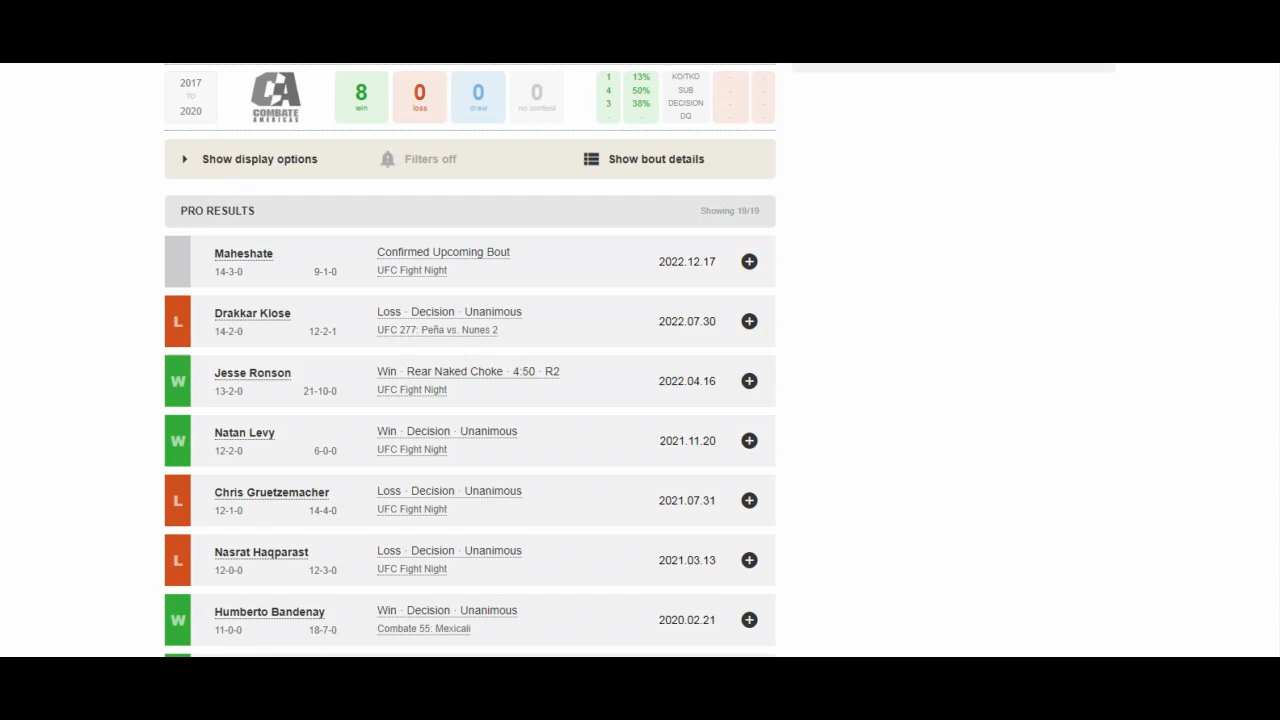 2017
TO
2020
COMBATE
AMERICAS
8
win
0
loss
0
draw
0
no contest
1 13% KO/TKO - -
4 50% SUB - -
3 38% DECISION - -
- - DQ - -
Show display options
Filters off
Show bout details
PRO RESULTS
Showing 19/19
Maheshate
14-3-0 9-1-0
Confirmed Upcoming Bout
UFC Fight Night
2022.12.17
L
Drakkar Klose
14-2-0 12-2-1
Loss · Decision · Unanimous
UFC 277: Peña vs. Nunes 2
2022.07.30
W
Jesse Ronson
13-2-0 21-10-0
Win · Rear Naked Choke · 4:50 · R2
UFC Fight Night
2022.04.16
W
Natan Levy
12-2-0 6-0-0
Win · Decision · Unanimous
UFC Fight Night
2021.11.20
L
Chris Gruetzemacher
12-1-0 14-4-0
Loss · Decision · Unanimous
UFC Fight Night
2021.07.31
L
Nasrat Haqparast
12-0-0 12-3-0
Loss · Decision · Unanimous
UFC Fight Night
2021.03.13
W
Humberto Bandenay
11-0-0 18-7-0
Win · Decision · Unanimous
Combate 55: Mexicali
2020.02.21